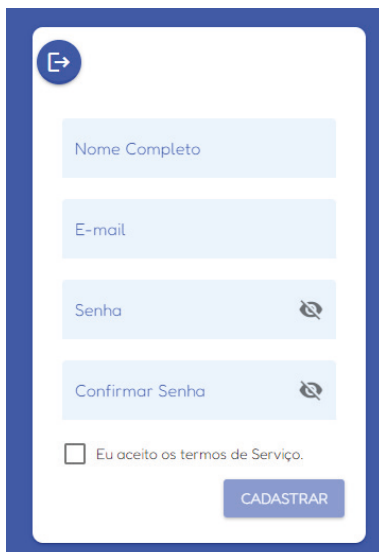 Nome Completo
E-mail
Senha
Confirmar Senha
Eu aceito os termos de Serviço.
CADASTRAR